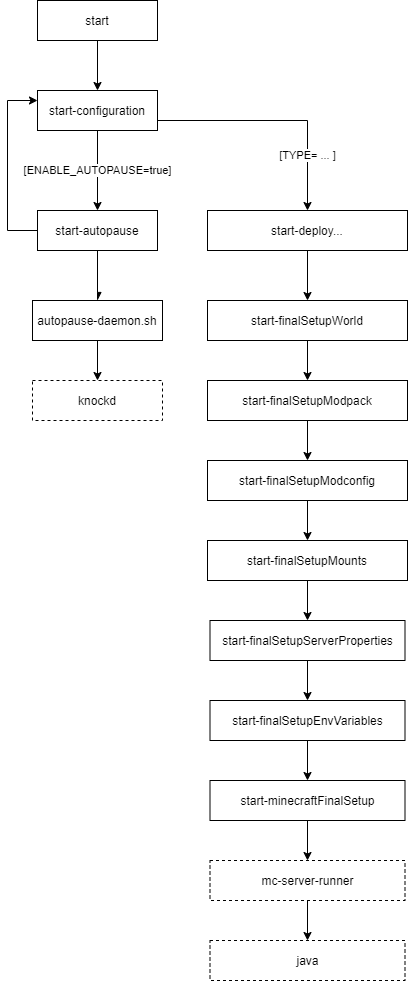 start
start-configuration
[TYPE= ... ]
[ENABLE_AUTOPAUSE=true]
start-autopause
start-deploy...
autopause-daemon.sh
start-finalSetupWorld
knockd
start-finalSetupModpack
start-finalSetupModconfig
start-finalSetupMounts
start-finalSetupServerProperties
start-finalSetupEnvVariables
start-minecraftFinalSetup
mc-server-runner
java